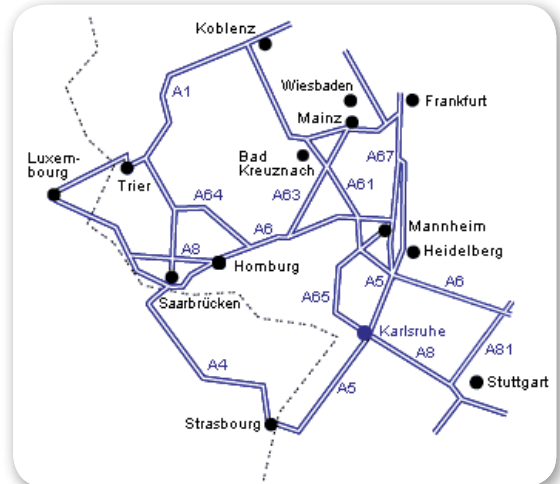 Koblenz
Wiesbaden
A1
Frankfurt
Mainz
Luxem-
bourg
Bad
Kreuznach
A67
Trier
A64
A63
A61
A6
Mannheim
A8
Homburg
Heidelberg
A5
A6
Saarbrücken
A65
Karlsruhe
A8
A81
A4
Stuttgart
A5
Strasbourg